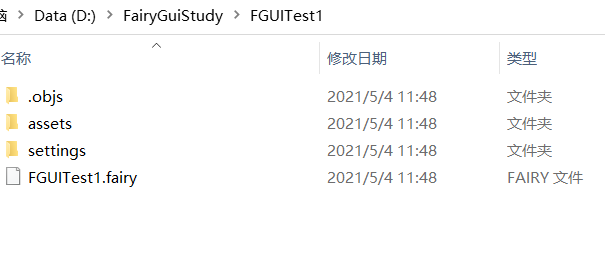 脑 > Data (D:) > FairyGuiStudy > FGUITest1
名称 修改日期 类型
.objs 2021/5/4 11:48 文件夹
assets 2021/5/4 11:48 文件夹
settings 2021/5/4 11:48 文件夹
FGUITest1.fairy 2021/5/4 11:48 FAIRY 文件